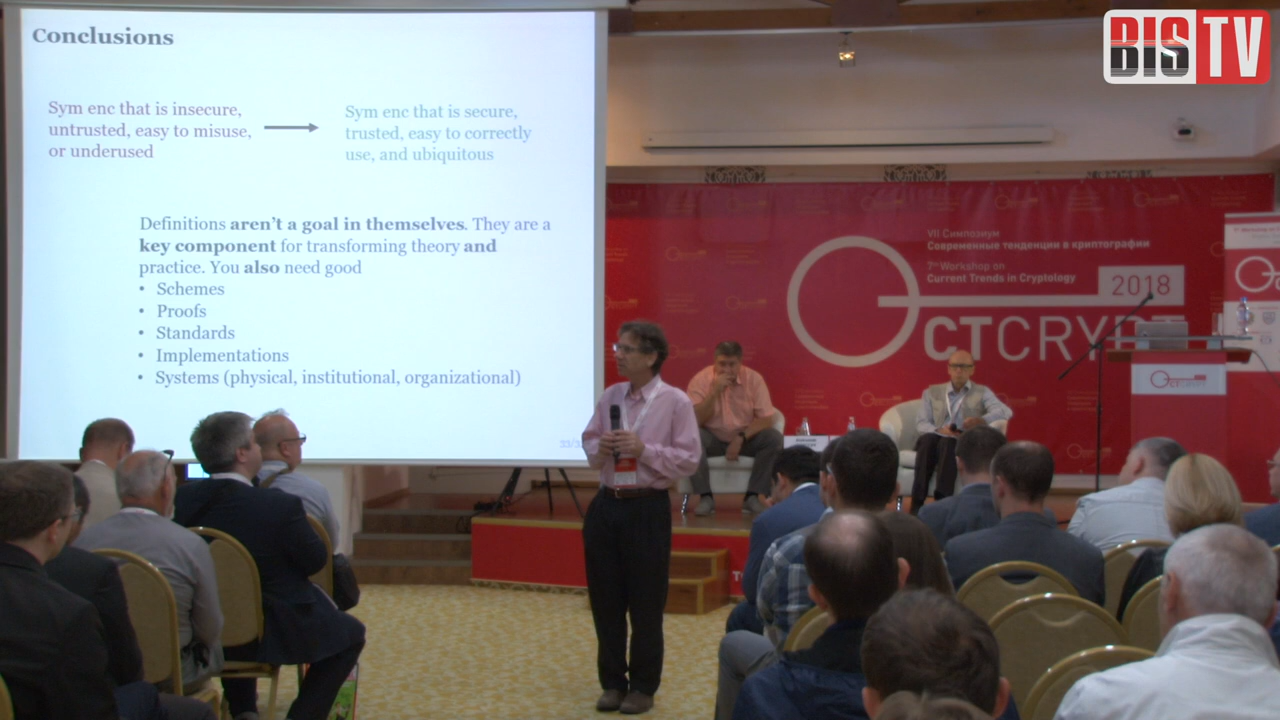 Conclusions
Sym enc that is insecure,
untrusted, easy to misuse,
or underused
Sym enc that is secure,
trusted, easy to correctly
use, and ubiquitous
Definitions aren't a goal in themselves. They are a
key component for transforming theory and
practice. You also need good
• Schemes
• Proofs
• Standards
• Implementations
• Systems (physical, institutional, organizational)
BIS TV
VII Симпозиум
Современные тенденции в криптографии
7th Workshop on
Current Trends in Cryptology
2018
CTCRYPT
CTCRYPT